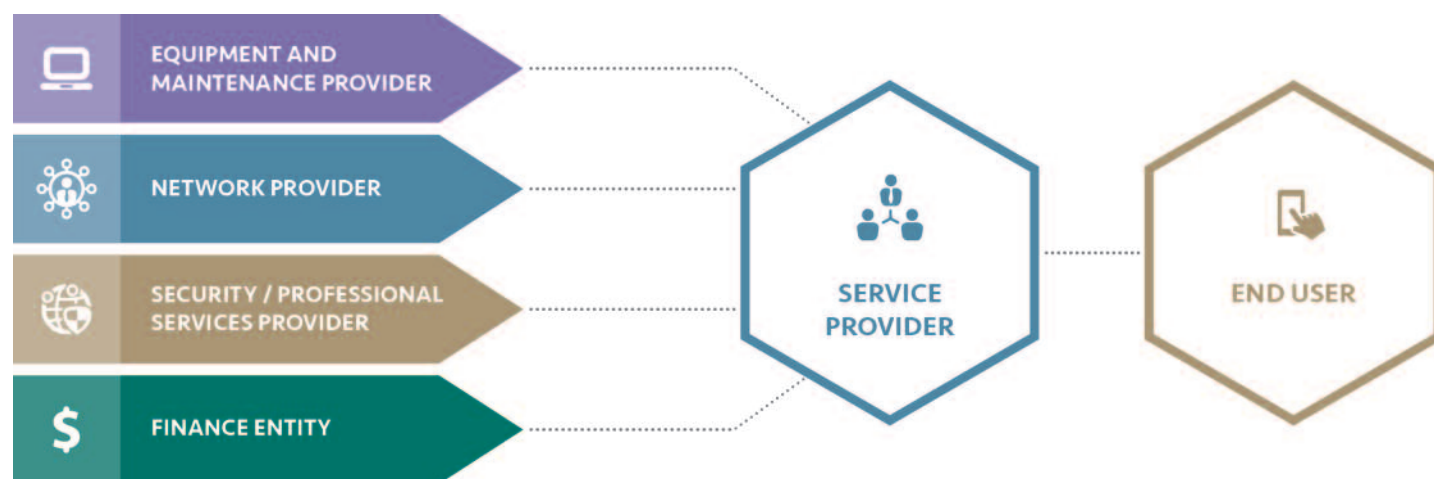 EQUIPMENT AND
MAINTENANCE PROVIDER
NETWORK PROVIDER
SECURITY / PROFESSIONAL
SERVICES PROVIDER
$
FINANCE ENTITY
SERVICE
PROVIDER
END USER